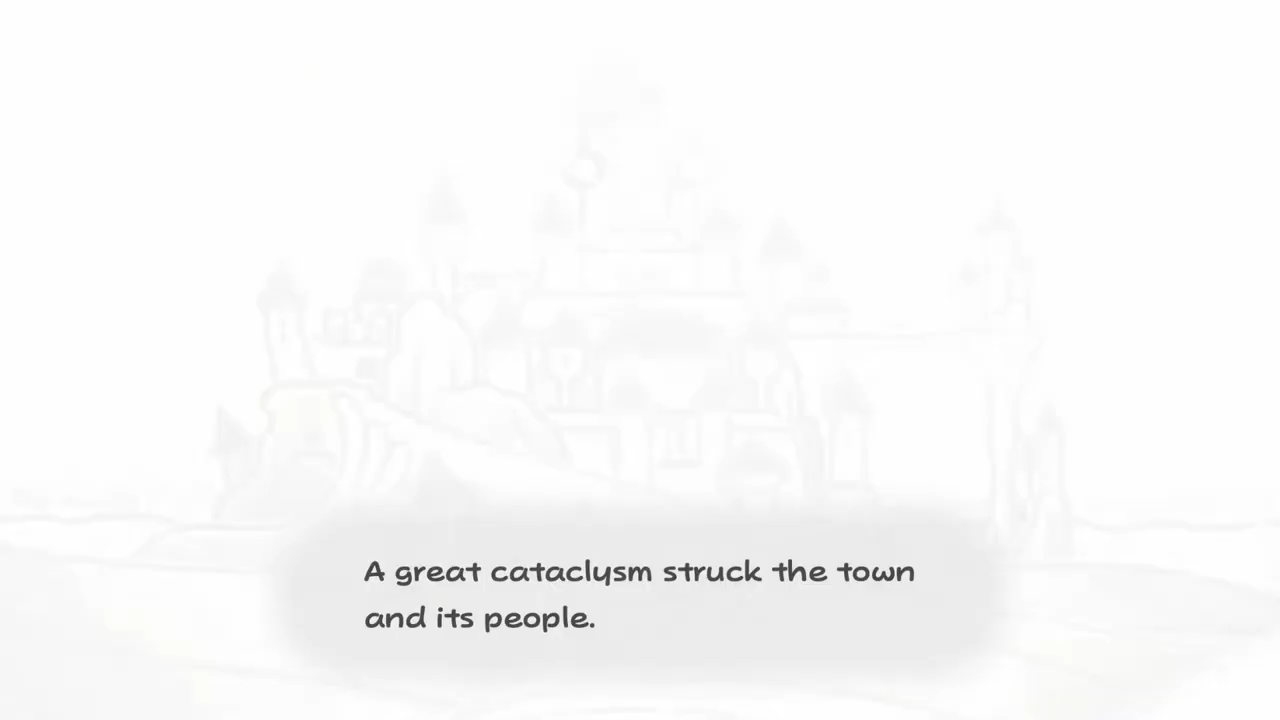 A great cataclysm struck the town
and its people.